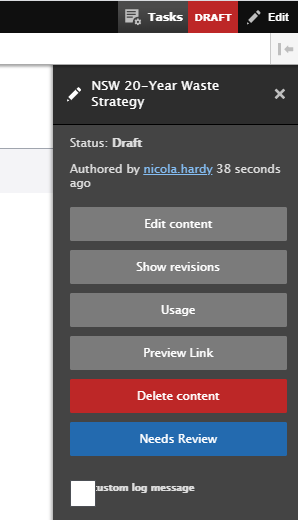 Tasks DRAFT Edit
NSW 20-Year Waste
Strategy
Status: Draft
Authored by nicola.hardy 38 seconds
ago
Edit content
Show revisions
Usage
Preview Link
Delete content
Needs Review
ustom log message